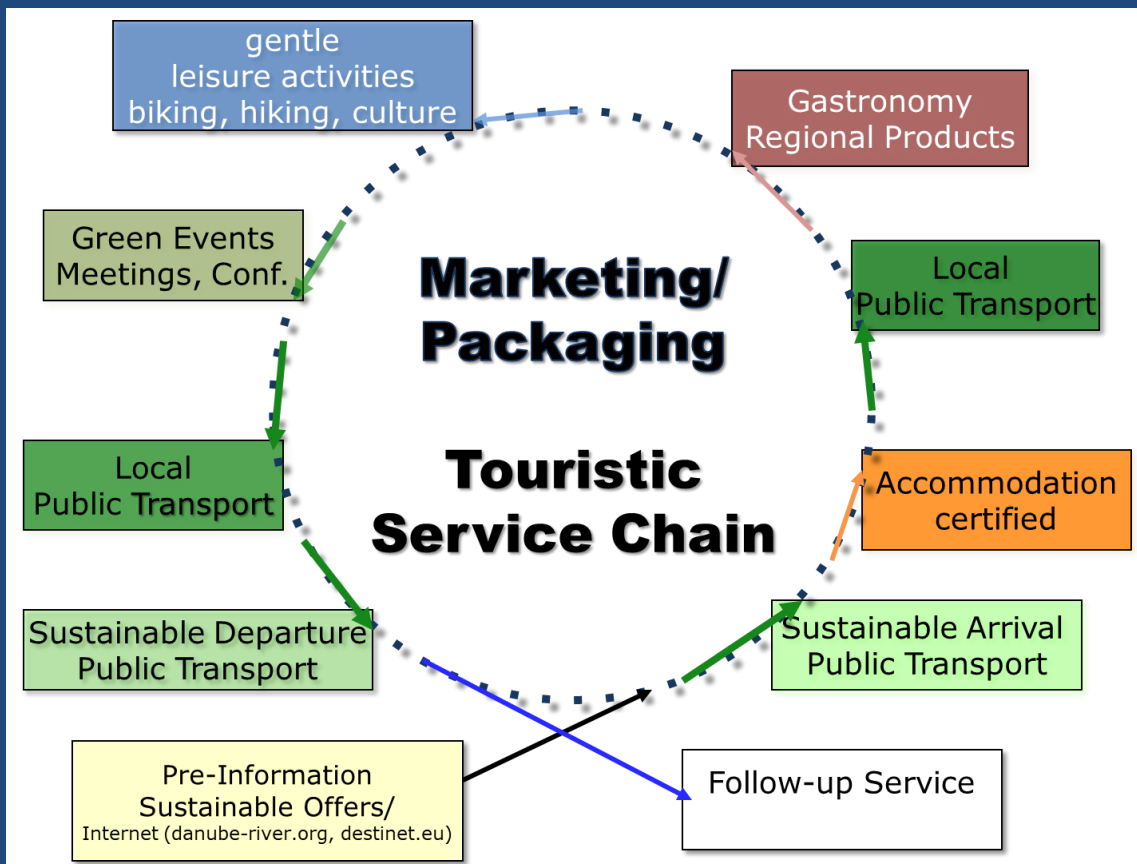 gentle
leisure activities
biking, hiking, culture
Gastronomy
Regional Products
Green Events
Meetings, Conf.
Marketing/
Packaging
Local
Public Transport
Touristic
Service Chain
Local
Public Transport
Accommodation
certified
Sustainable Departure
Public Transport
Sustainable Arrival
Public Transport
Pre-Information
Sustainable Offers/
Internet (danube-river.org, destinet.eu)
Follow-up Service